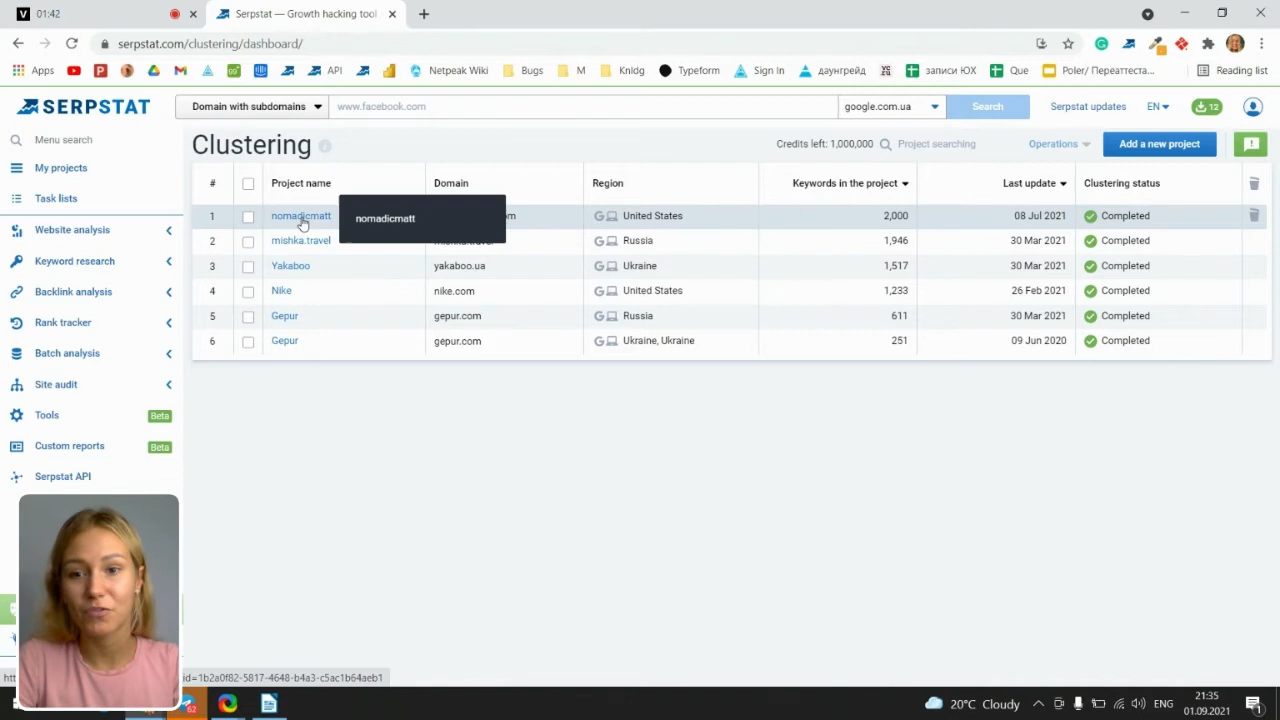 01:42
Serpstat — Growth hacking tool
serpstat.com/clustering/dashboard/
Apps
API
Netpeak Wiki
Bugs
M
Knldg
Typeform
Sign In
даунгрейд
записи ЮХ
Que
Poler/ Переаттеста...
Reading list
SERPSTAT
Domain with subdomains
www.facebook.com
google.com.ua
Search
Serpstat updates
EN
12
Menu search
My projects
Task lists
Website analysis
Keyword research
Backlink analysis
Rank tracker
Batch analysis
Site audit
Tools
Beta
Custom reports
Beta
Serpstat API
Clustering
Credits left: 1,000,000
Project searching
Operations
Add a new project
# Project name Domain Region Keywords in the project Last update Clustering status
1 nomadicmatt om United States 2,000 08 Jul 2021 Completed
nomadicmatt
2 mishka.travel Russia 1,946 30 Mar 2021 Completed
3 Yakaboo yakaboo.ua Ukraine 1,517 30 Mar 2021 Completed
4 Nike nike.com United States 1,233 26 Feb 2021 Completed
5 Gepur gepur.com Russia 611 30 Mar 2021 Completed
6 Gepur gepur.com Ukraine, Ukraine 251 09 Jun 2020 Completed
id=1b2a0f82-5817-4648-b4a3-c5ac1b64aeb1
62
20°C Cloudy
ENG
21:35
01.09.2021
1